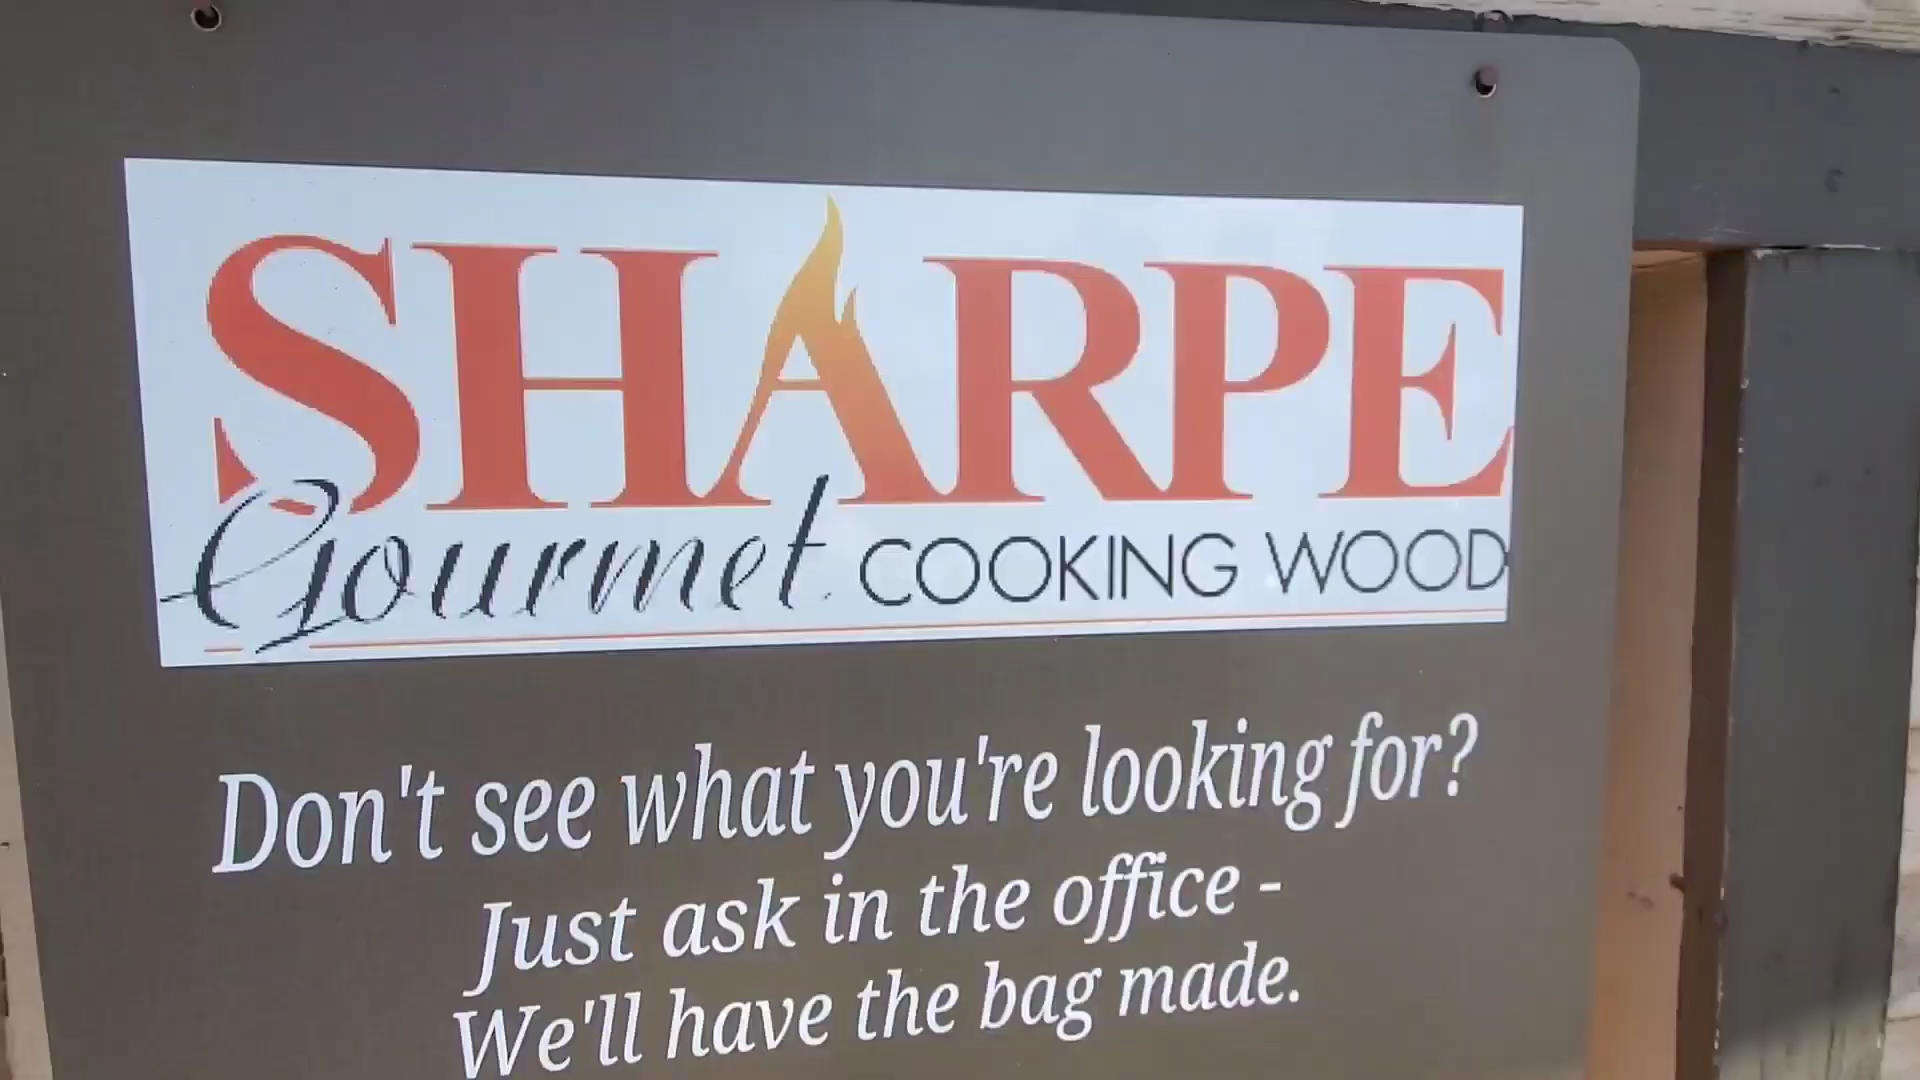 SHARPE
Gourmet COOKING WOOD
Don't see what you're looking for?
Just ask in the office -
We'll have the bag made.